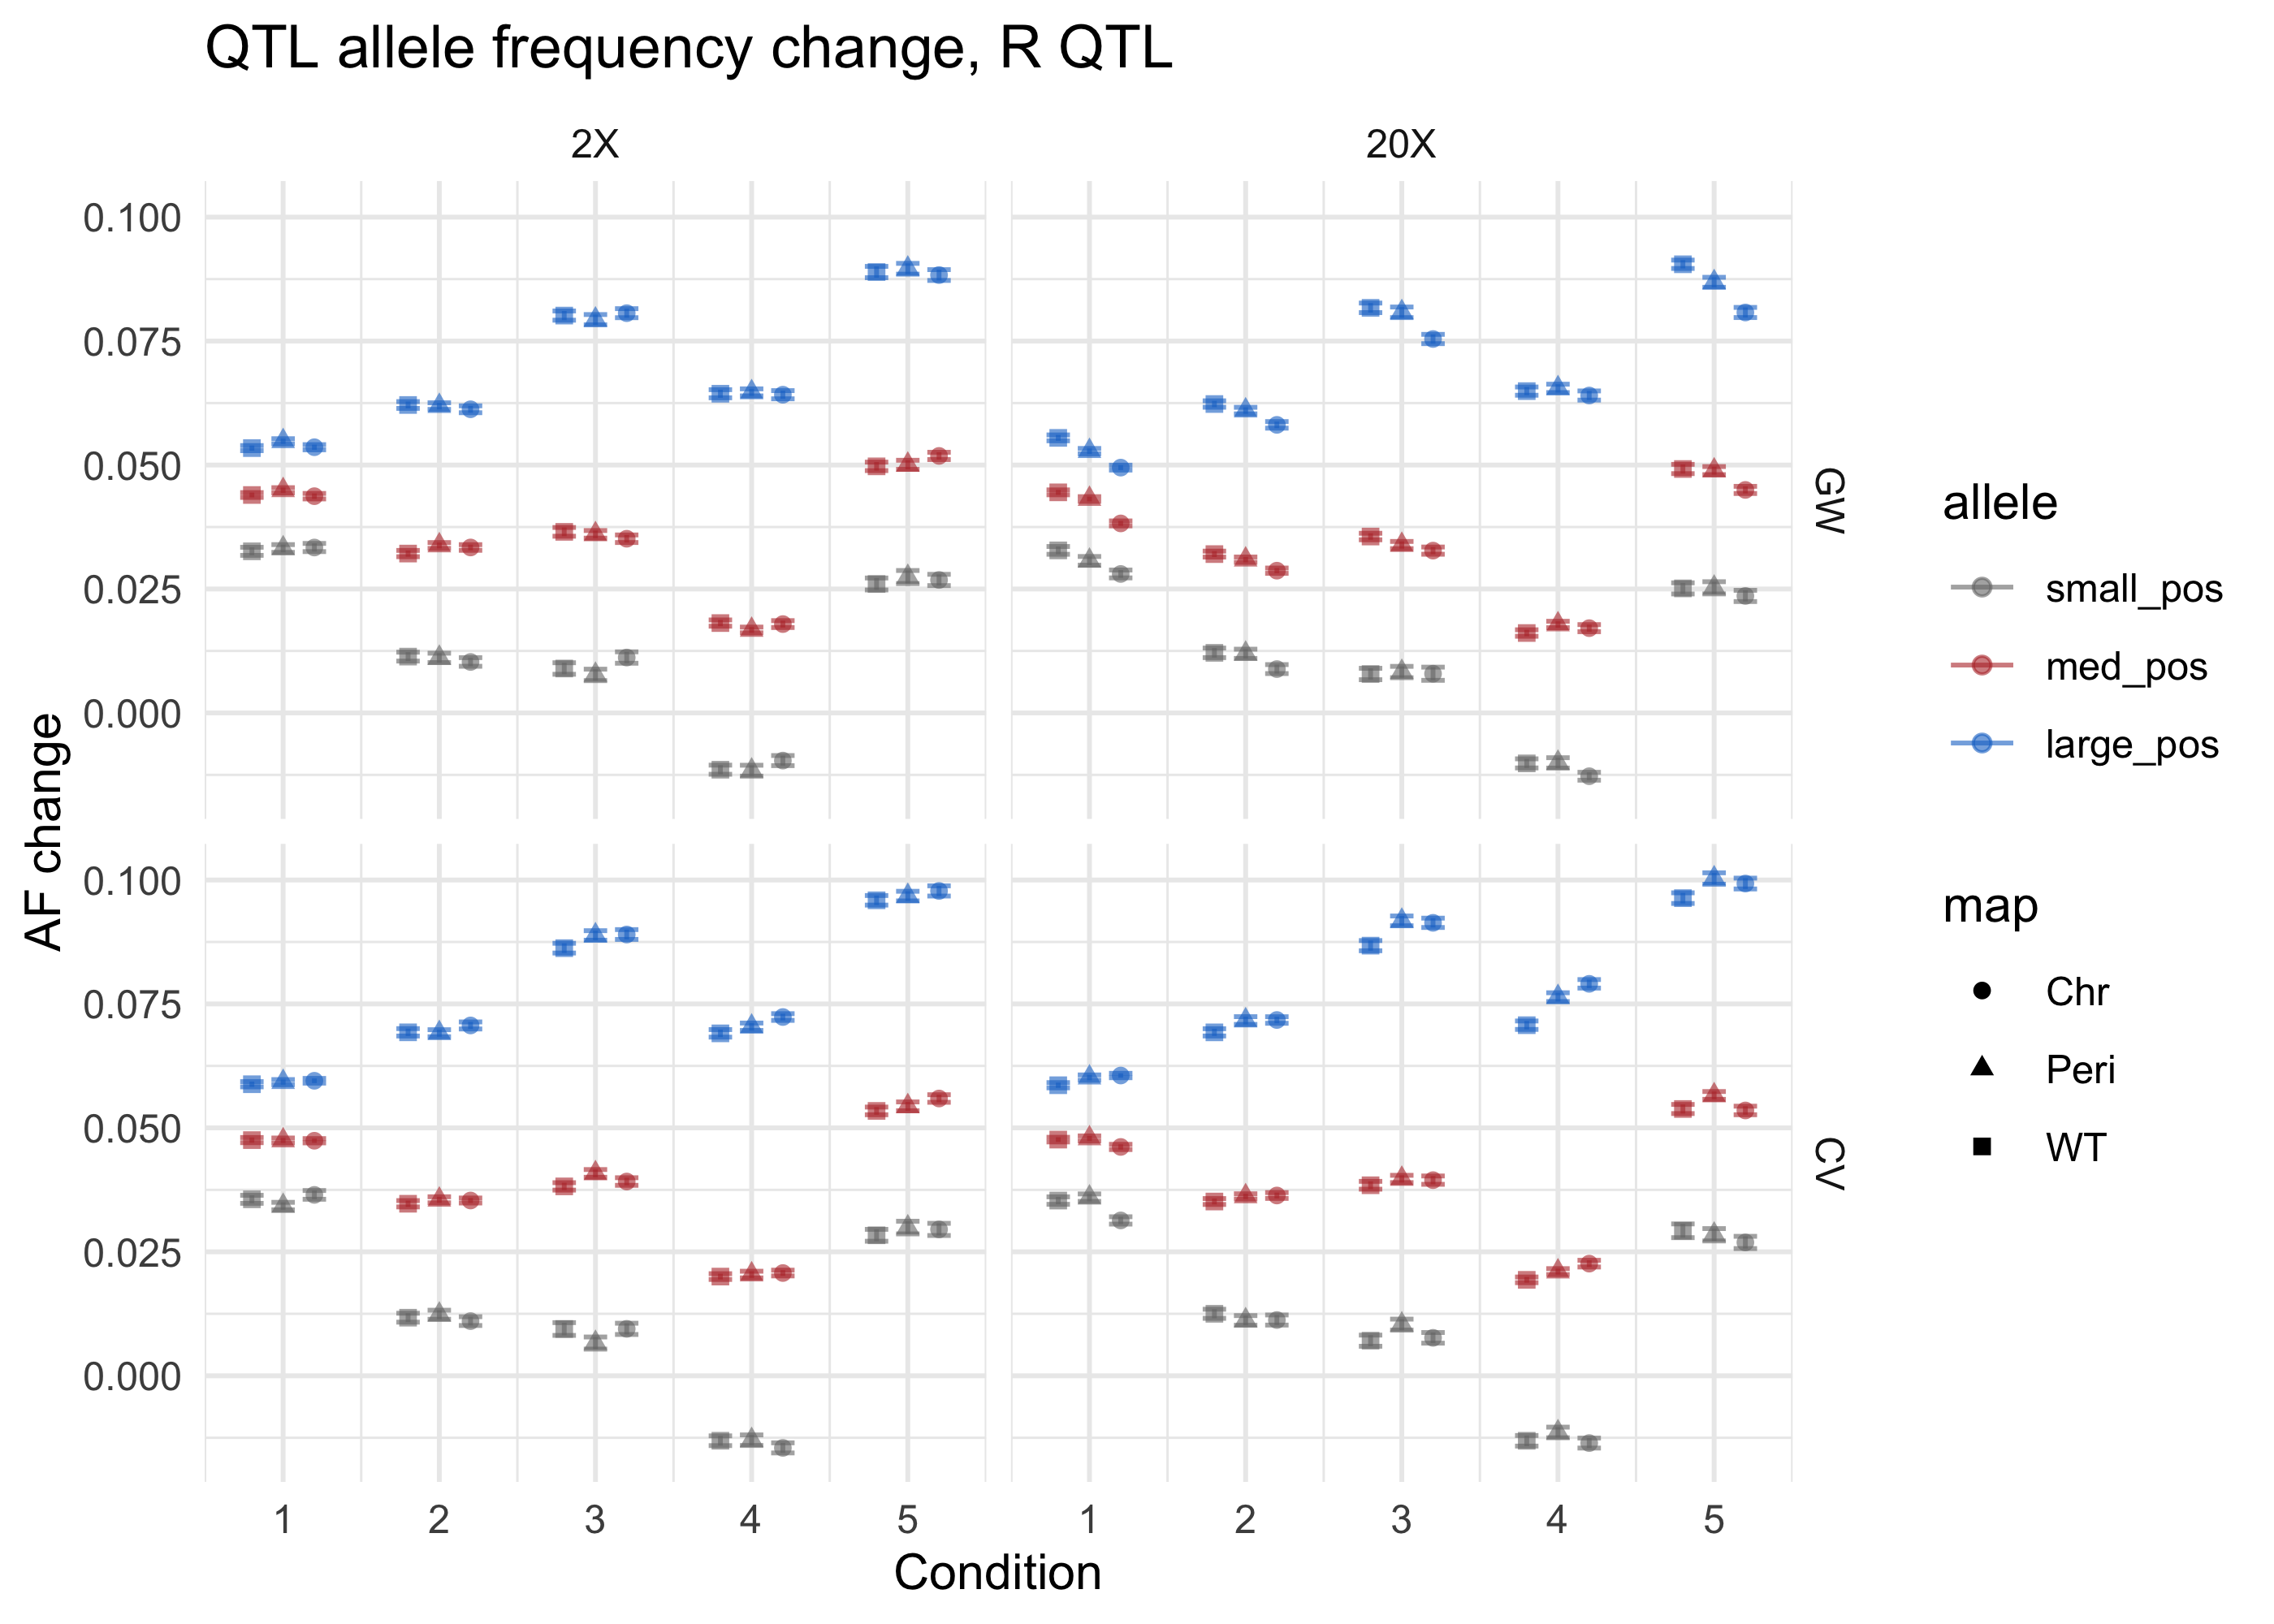 QTL allele frequency change, R QTL
2X
20X
0.100
0.075
0.050
0.025
0.000
GW
0.100
0.075
0.050
0.025
0.000
CV
AF change
1 2 3 4 5
1 2 3 4 5
Condition
allele
small_pos
med_pos
large_pos
map
Chr
Peri
WT